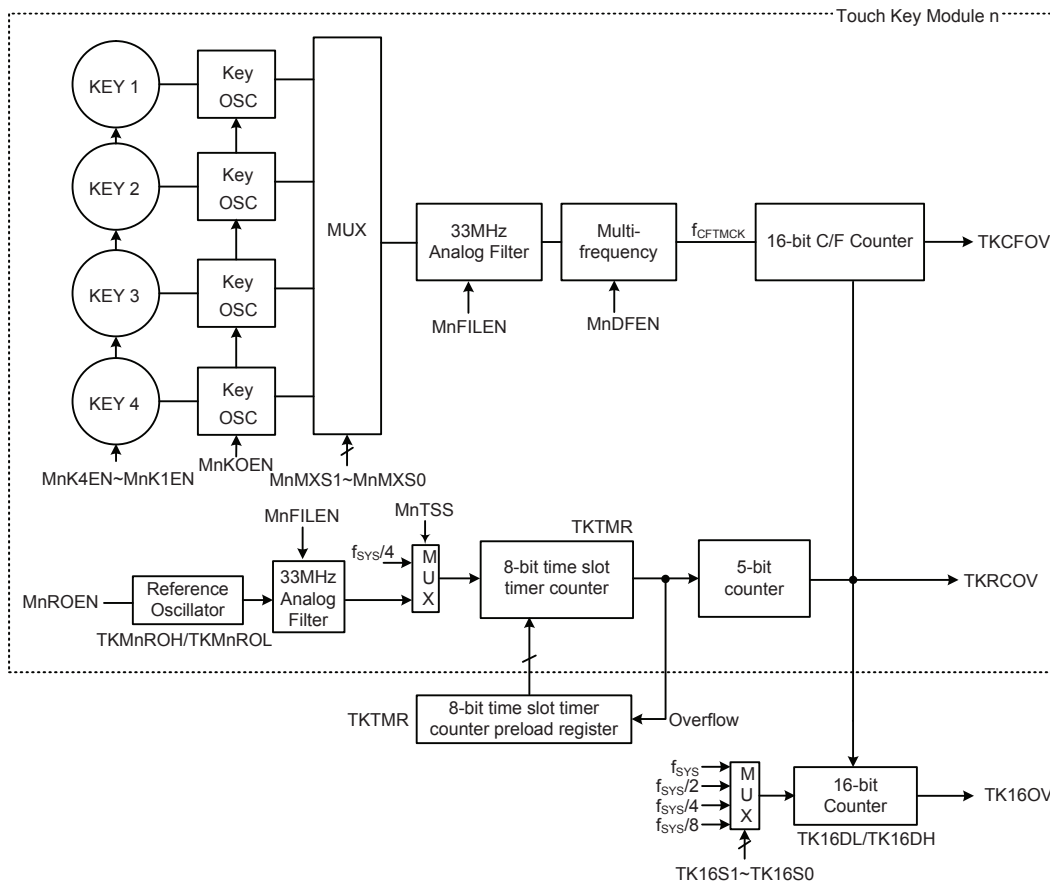 Touch Key Module n
KEY 1
Key
OSC
KEY 2
Key
OSC
KEY 3
Key
OSC
KEY 4
Key
OSC
MUX
33MHz
Analog Filter
Multi-
frequency
fCFTMCK
16-bit C/F Counter
TKCFOV
MnFILEN
MnDFEN
MnK4EN~MnK1EN
MnKOEN
MnMXS1~MnMXS0
MnFILEN
MnTSS
TKTMR
fSYS/4
M
U
X
8-bit time slot
timer counter
5-bit
counter
TKRCOV
MnROEN
Reference
Oscillator
33MHz
Analog
Filter
TKMnROH/TKMnROL
TKTMR
8-bit time slot timer
counter preload register
Overflow
fSYS
fSYS/2
fSYS/4
fSYS/8
M
U
X
16-bit
Counter
TK16OV
TK16DL/TK16DH
TK16S1~TK16S0